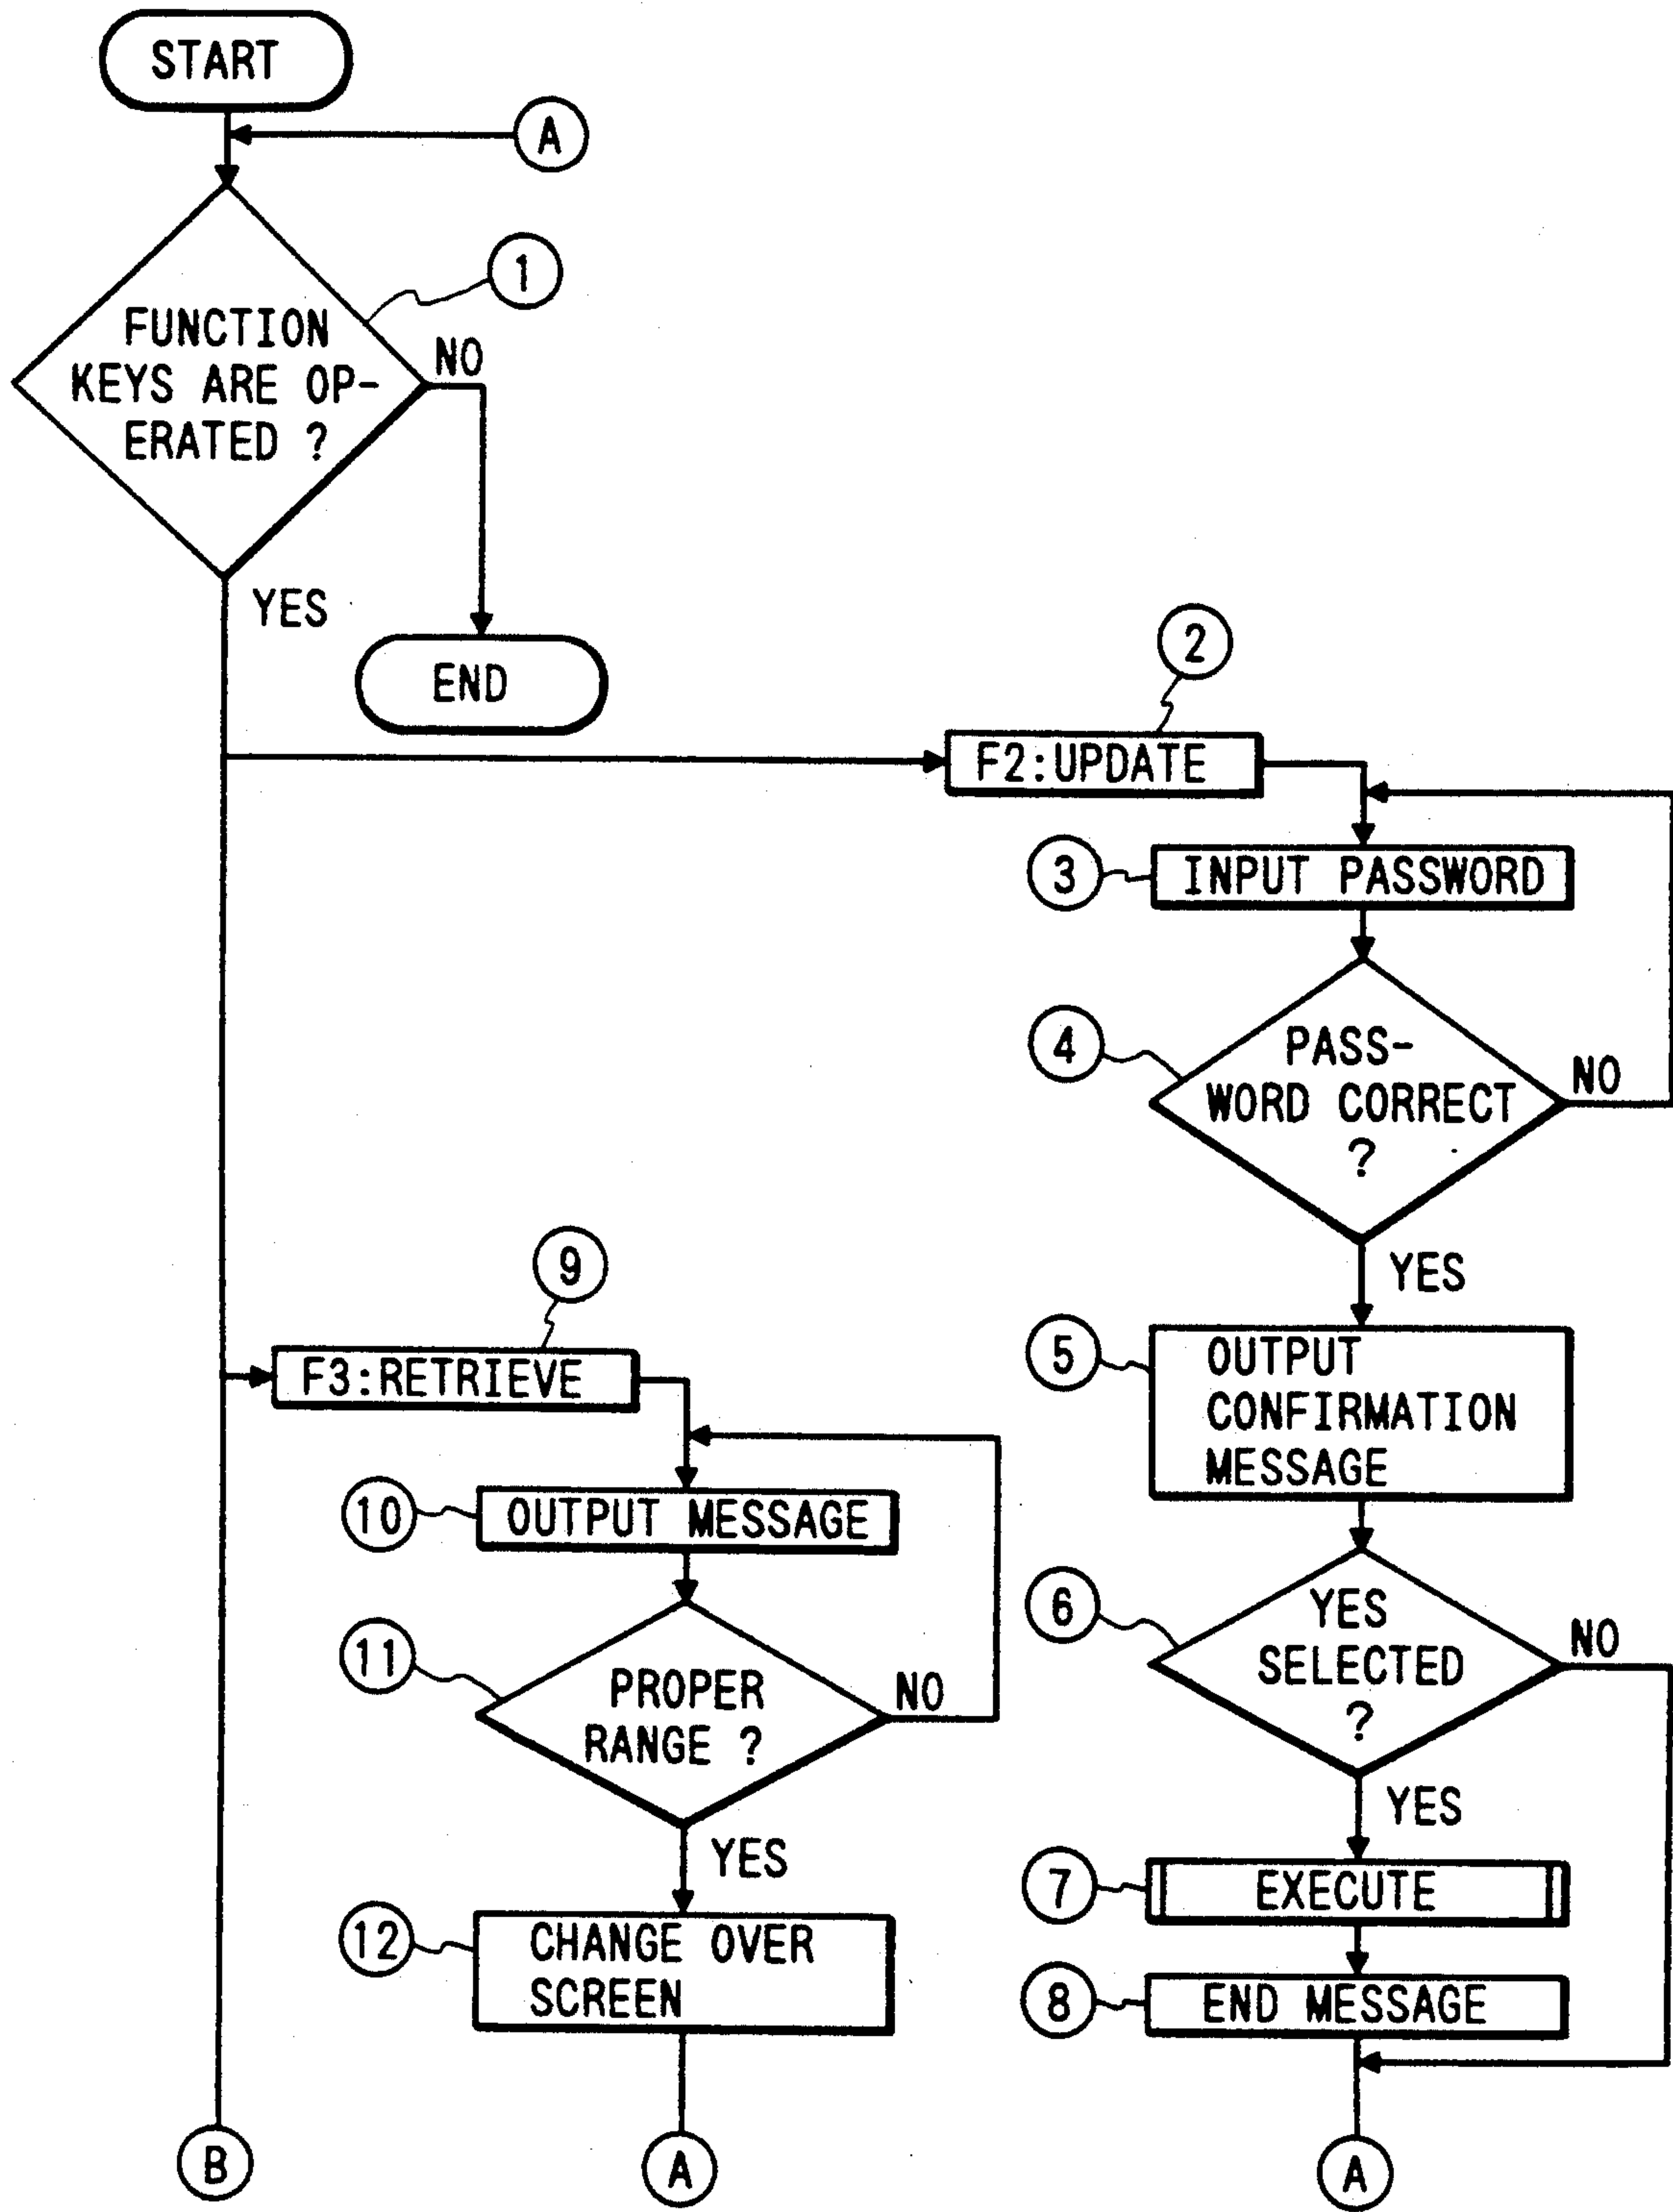 START
A
1
FUNCTION
KEYS ARE OP-
ERATED ?
NO
YES
END
2
F2:UPDATE
3
INPUT PASSWORD
4
PASS-
WORD CORRECT
?
NO
YES
5
OUTPUT
CONFIRMATION
MESSAGE
6
YES
SELECTED
?
NO
YES
7
EXECUTE
8
END MESSAGE
A
9
F3:RETRIEVE
10
OUTPUT MESSAGE
11
PROPER
RANGE ?
NO
YES
12
CHANGE OVER
SCREEN
A
B